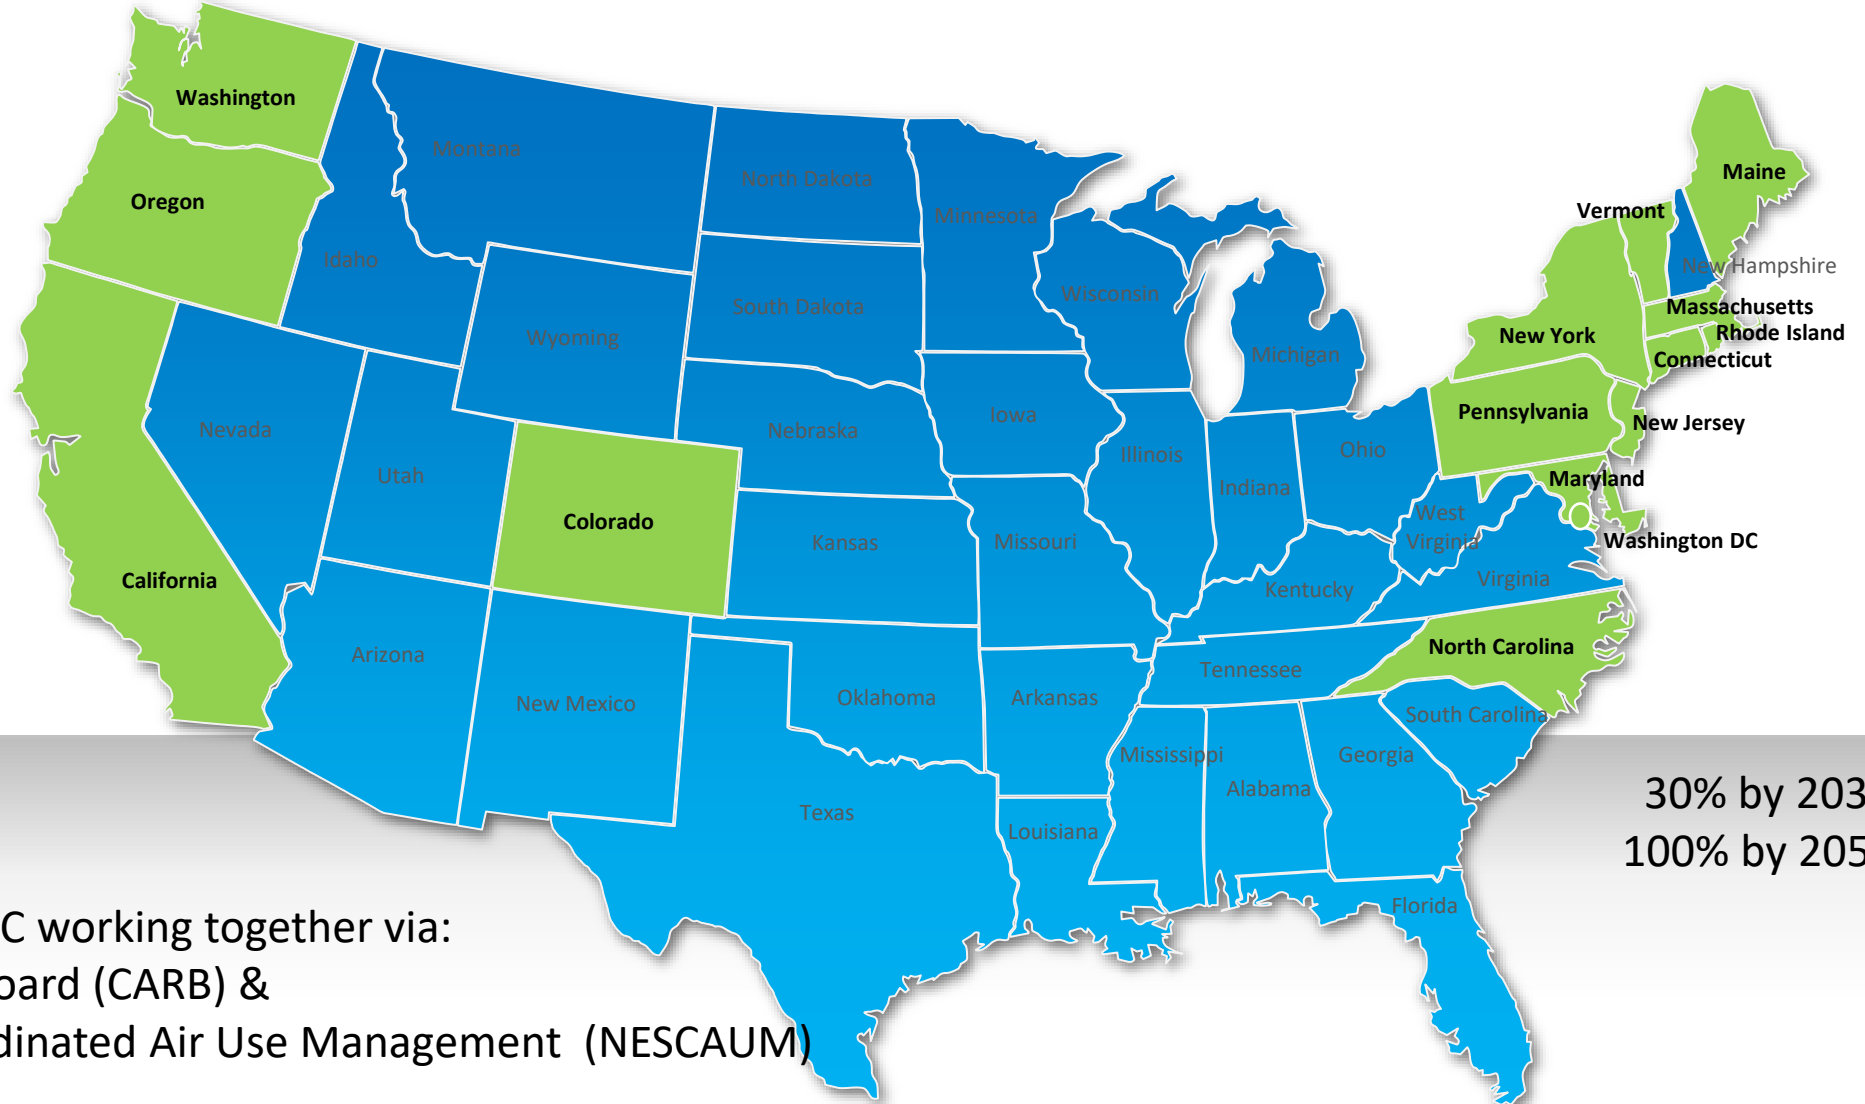 Washington
Montana
North Dakota
Minnesota
Maine
Oregon
Vermont
Idaho
New Hampshire
Wisconsin
South Dakota
Massachusetts
Wyoming
New York
Rhode Island
Michigan
Connecticut
Iowa
Pennsylvania
New Jersey
Nevada
Nebraska
Ohio
Illinois
Utah
Maryland
Indiana
Colorado
West
Virginia
Kansas
Missouri
Washington DC
California
Virginia
Kentucky
North Carolina
Arizona
Tennessee
New Mexico
Oklahoma
Arkansas
South Carolina
Mississippi
Georgia
Alabama
Texas
Louisiana
Florida
30% by 203
100% by 205
C working together via:
oard (CARB) &
dinated Air Use Management (NESCAUM)